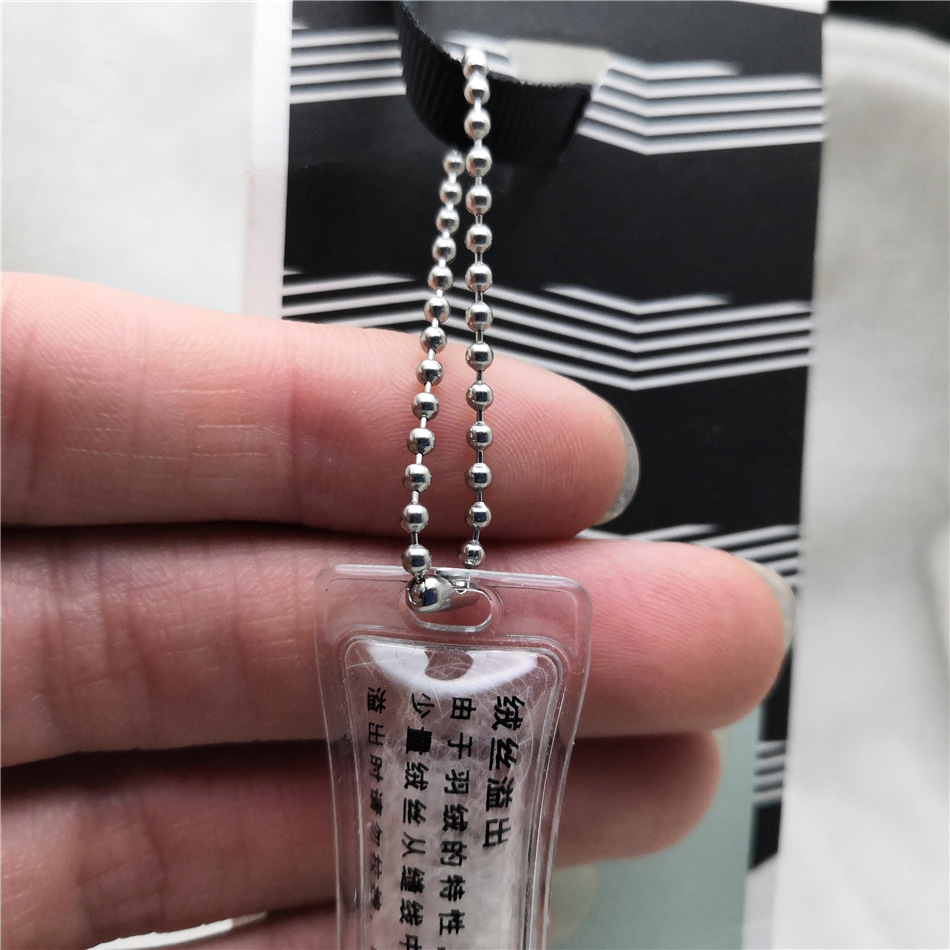 绒丝溢出
由于羽绒的特性
少量绒丝从缝线中
溢出时请勿拉